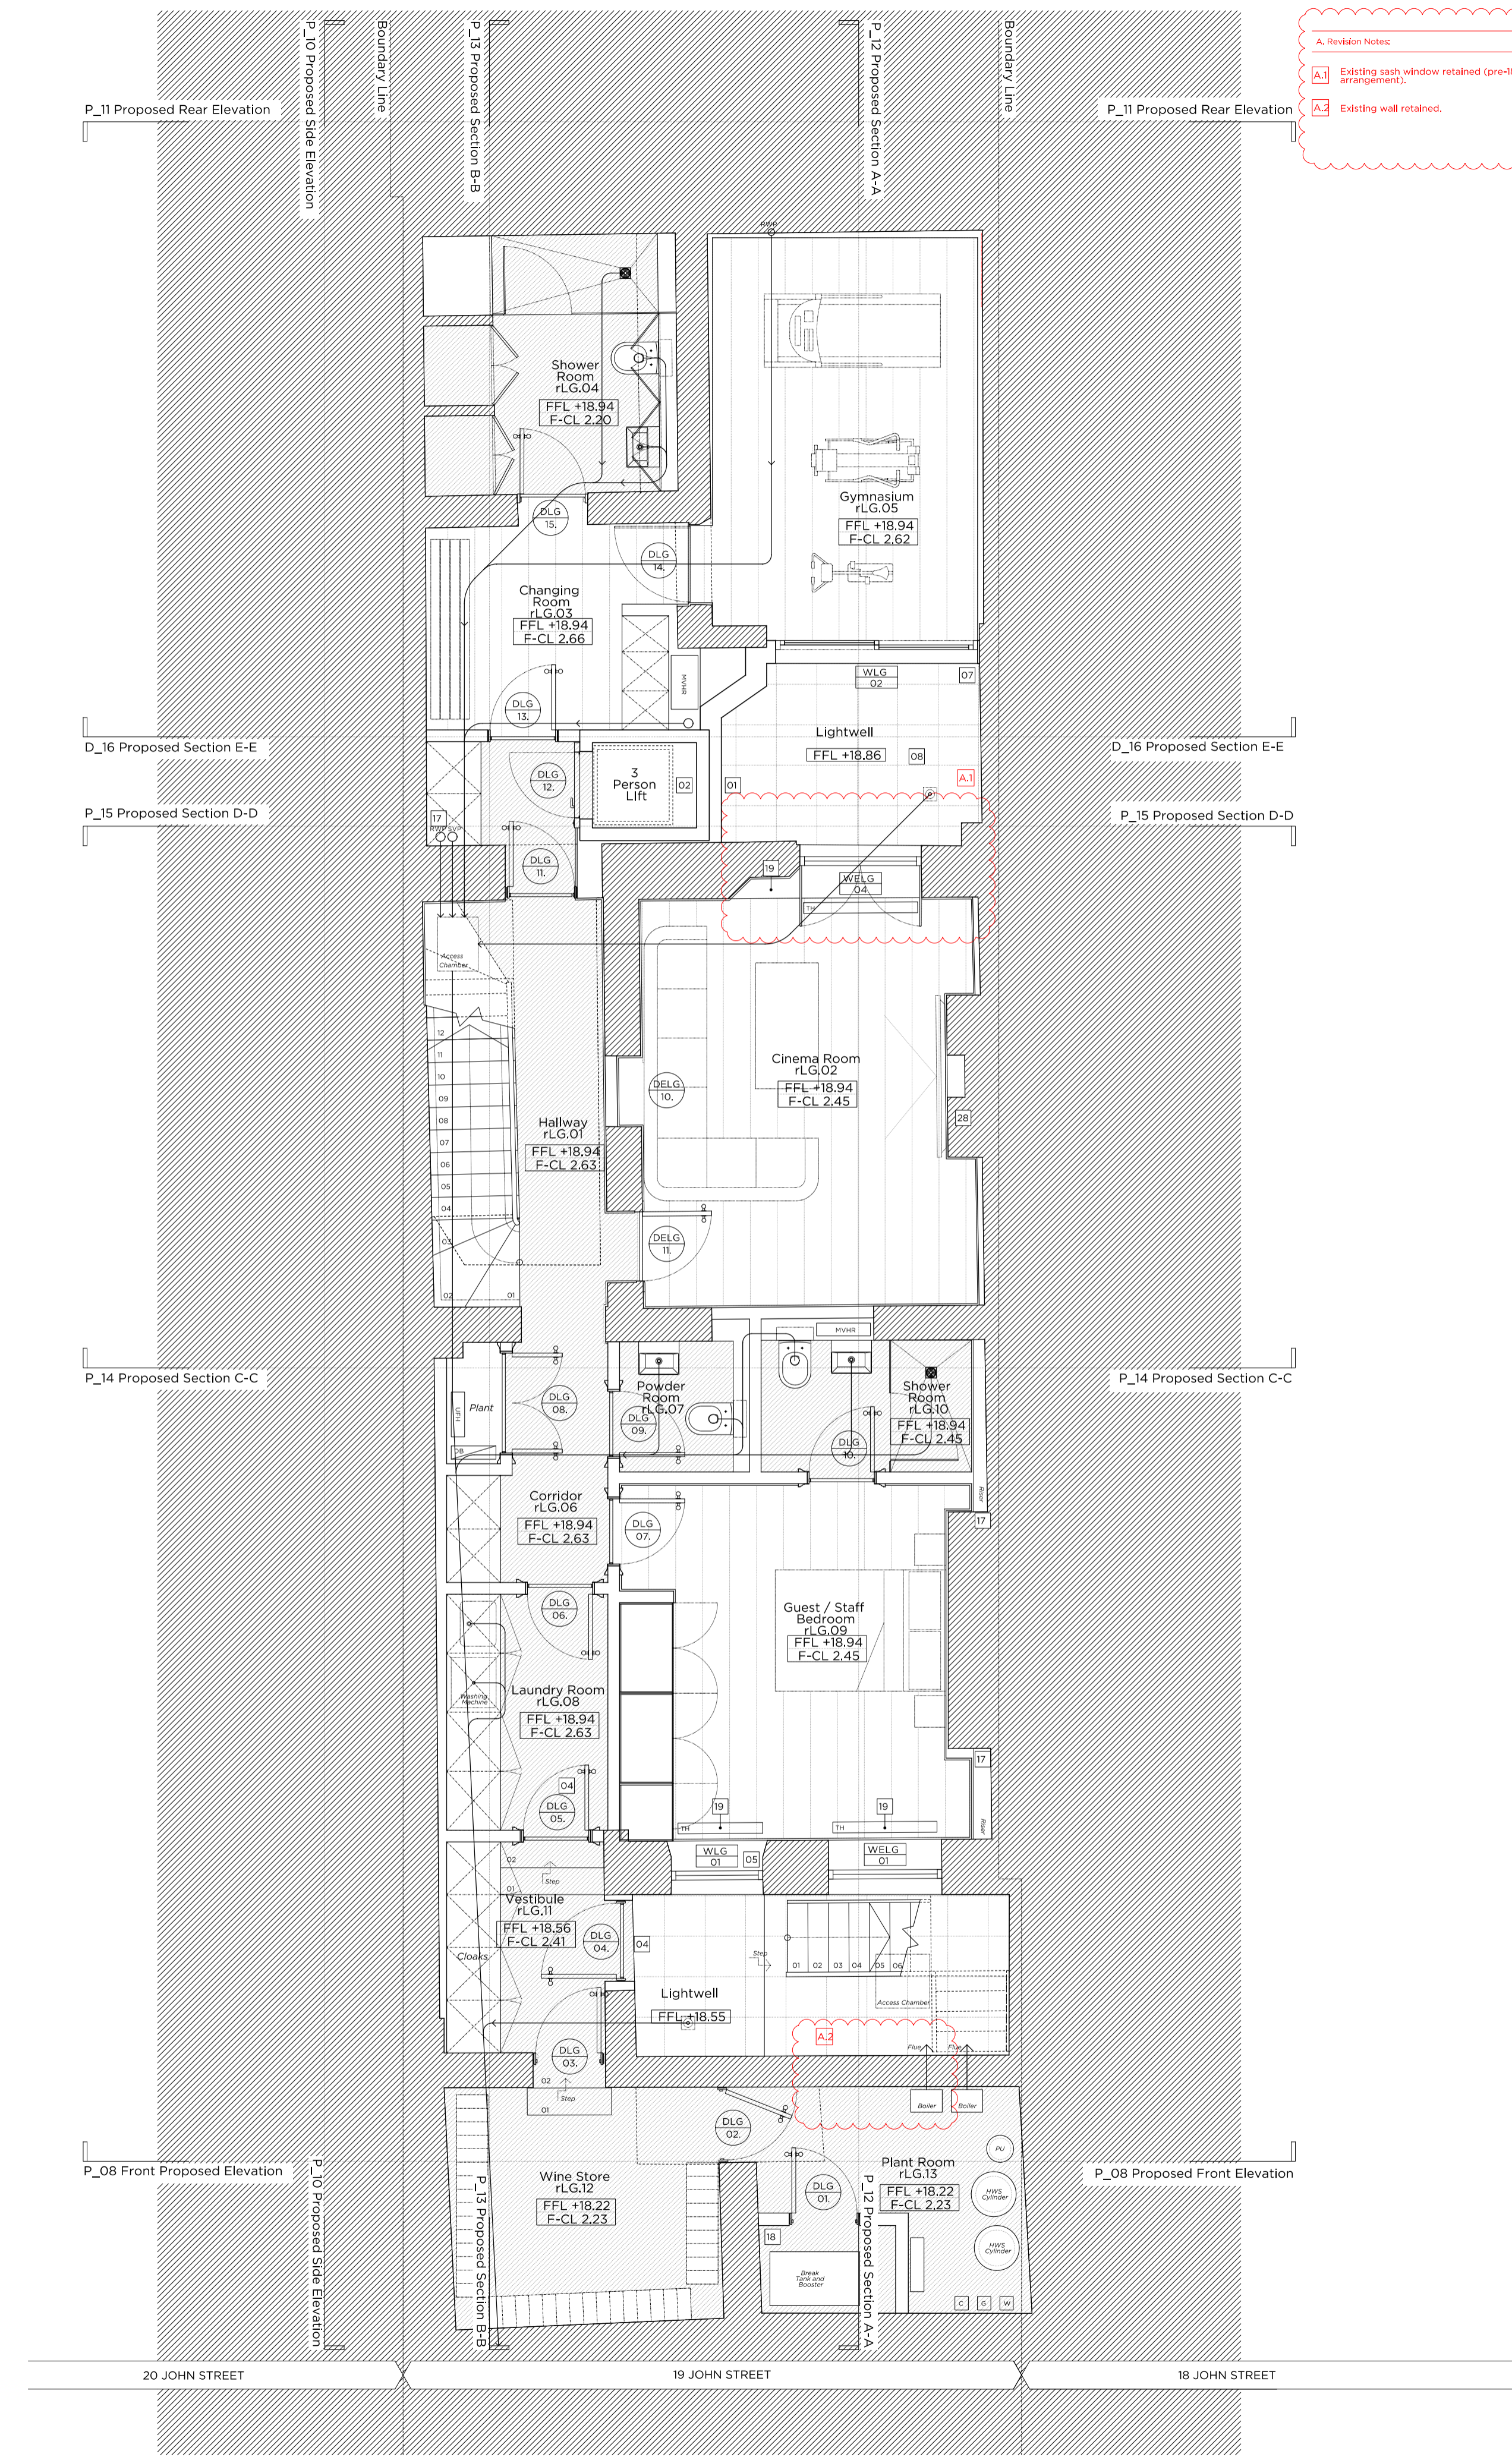 P_10 Proposed Side Elevation
Boundary Line
P_13 Proposed Section B-B
P_12 Proposed Section A-A
Boundary Line
A. Revision Notes:
A.1
Existing sash window retained (pre-18
arrangement).
A.2
Existing wall retained.
P_11 Proposed Rear Elevation
P_11 Proposed Rear Elevation
RWP
Shower
Room
rLG.04
FFL +18.94
F-CL 2.20
Gymnasium
rLG.05
FFL +18.94
F-CL 2.62
DLG
15.
DLG
14.
Changing
Room
rLG.03
FFL +18.94
F-CL 2.66
MVHR
WLG
02
07
DLG
13.
Lightwell
FFL +18.86
08
A.1
D_16 Proposed Section E-E
D_16 Proposed Section E-E
DLG
12.
3
Person
LIft
02
01
P_15 Proposed Section D-D
P_15 Proposed Section D-D
17
RWP SVP
DLG
11.
19
WELG
04
TH
Access
Chamber
12
11
10
09
08
07
06
05
04
03
02
01
Hallway
rLG.01
FFL +18.94
F-CL 2.63
DELG
10.
Cinema Room
rLG.02
FFL +18.94
F-CL 2.45
28
DELG
11.
MVHR
P_14 Proposed Section C-C
P_14 Proposed Section C-C
UFH
Plant
DB
DLG
08.
Powder
Room
rLG.07
DLG
09.
Shower
Room
rLG.10
FFL +18.94
F-CL 2.45
DLG
10.
Riser
17
Corridor
rLG.06
FFL +18.94
F-CL 2.63
DLG
07.
DLG
06.
Guest / Staff
Bedroom
rLG.09
FFL +18.94
F-CL 2.45
Laundry Room
rLG.08
FFL +18.94
F-CL 2.63
Washing
Machine
04
DLG
05.
17
Riser
19
19
TH
TH
WLG
01
05
WELG
01
02
Step
01
Vestibule
rLG.11
FFL +18.56
F-CL 2.41
Cloaks
DLG
04.
04
Step
01
02
03
04
05
06
Access Chamber
Lightwell
FFL +18.55
A.2
Flue
Flue
DLG
03.
02
Step
01
Boiler
Boiler
DLG
02.
PU
P_08 Front Proposed Elevation
P_08 Proposed Front Elevation
Wine Store
rLG.12
FFL +18.22
F-CL 2.23
DLG
01.
Plant Room
rLG.13
FFL +18.22
F-CL 2.23
HWS
Cylinder
HWS
Cylinder
18
Break
Tank and
Booster
C
G
W
P_10 Proposed Side Elevation
P_13 Proposed Section B-B
P_12 Proposed Section A-A
20 JOHN STREET
19 JOHN STREET
18 JOHN STREET